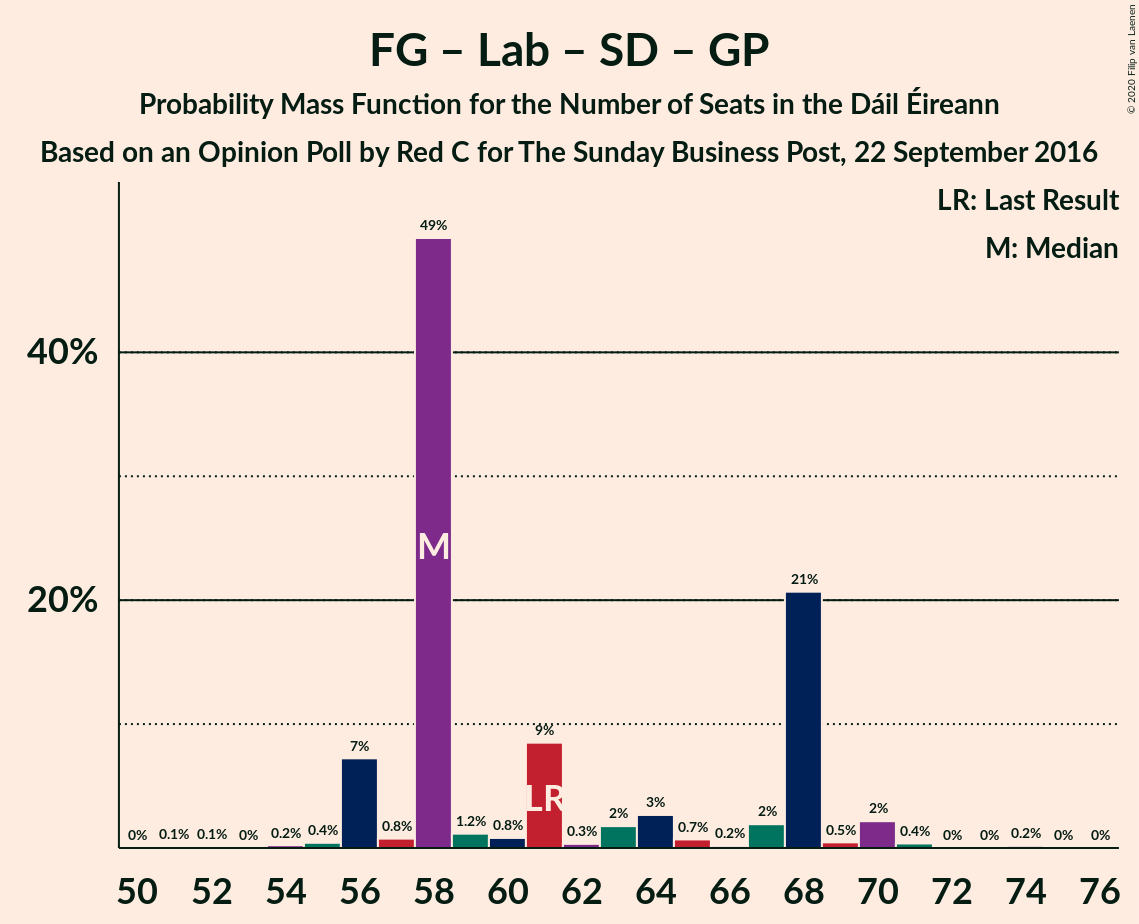 FG – Lab – SD – GP
Probability Mass Function for the Number of Seats in the Dáil Éireann
Based on an Opinion Poll by Red C for The Sunday Business Post, 22 September 2016
© 2020 Filip van Laenen
LR: Last Result
M: Median
40%
20%
0% 0.1% 0.1% 0% 0.2% 0.4% 7% 0.8% 49% 1.2% 0.8% 9% 0.3% 2% 3% 0.7% 0.2% 2% 21% 0.5% 2% 0.4% 0% 0% 0.2% 0% 0%
M
LR
50 52 54 56 58 60 62 64 66 68 70 72 74 76